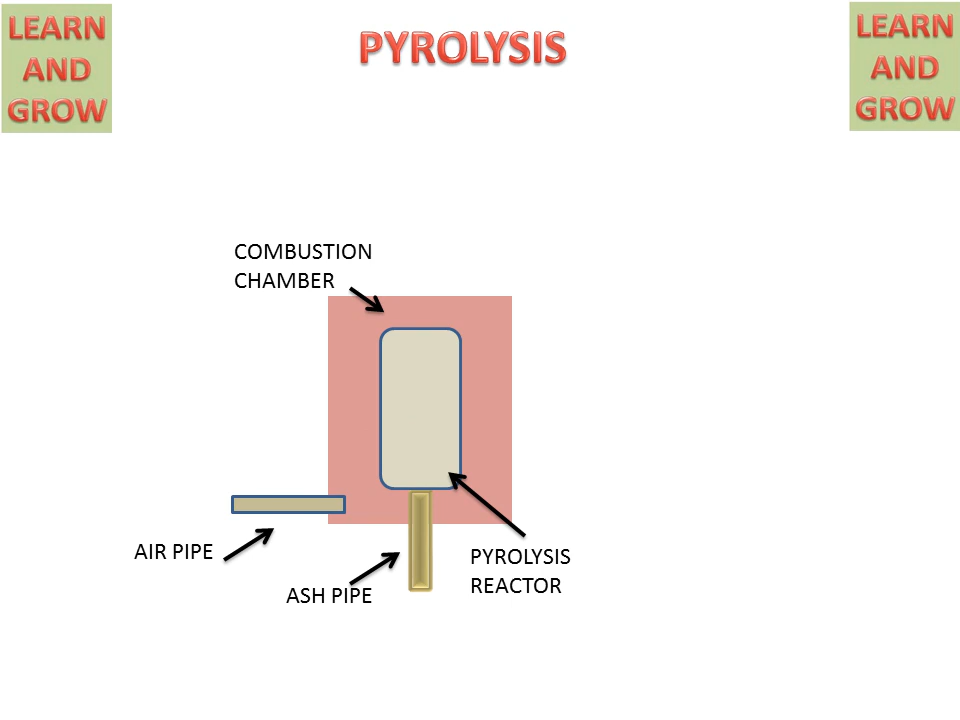 LEARN
AND
GROW
PYROLYSIS
LEARN
AND
GROW
COMBUSTION
CHAMBER
AIR PIPE
ASH PIPE
PYROLYSIS
REACTOR